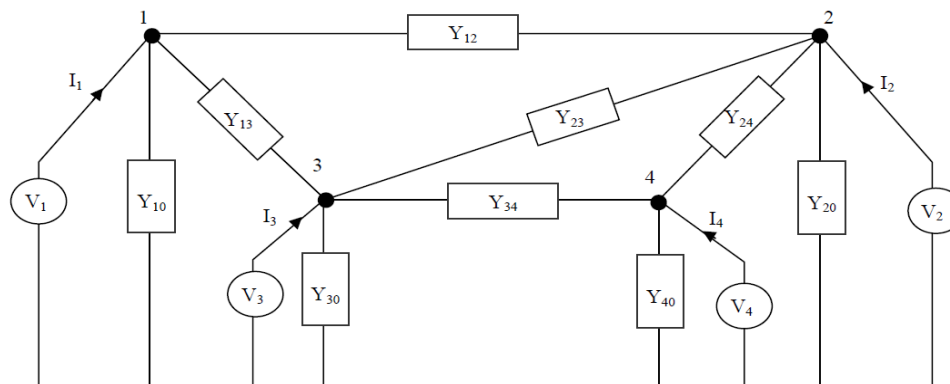 1
2
Y₁₂
I₁
I₂
Y₁₃
Y₂₃
Y₂₄
3
4
V₁
Y₁₀
Y₃₄
Y₂₀
V₂
I₃
I₄
V₃
Y₃₀
Y₄₀
V₄